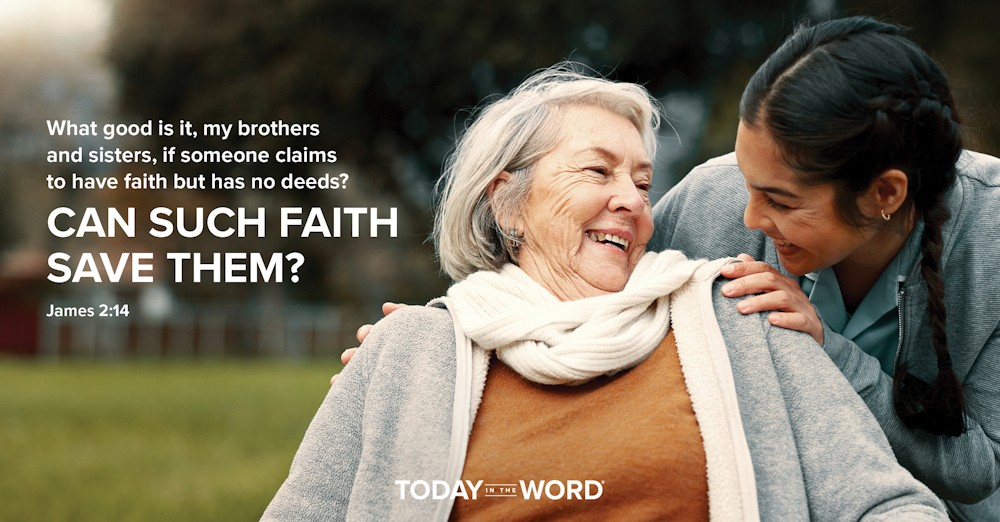 What good is it, my brothers
and sisters, if someone claims
to have faith but has no deeds?
CAN SUCH FAITH
SAVE THEM?
James 2:14
TODAY IN THE WORD®